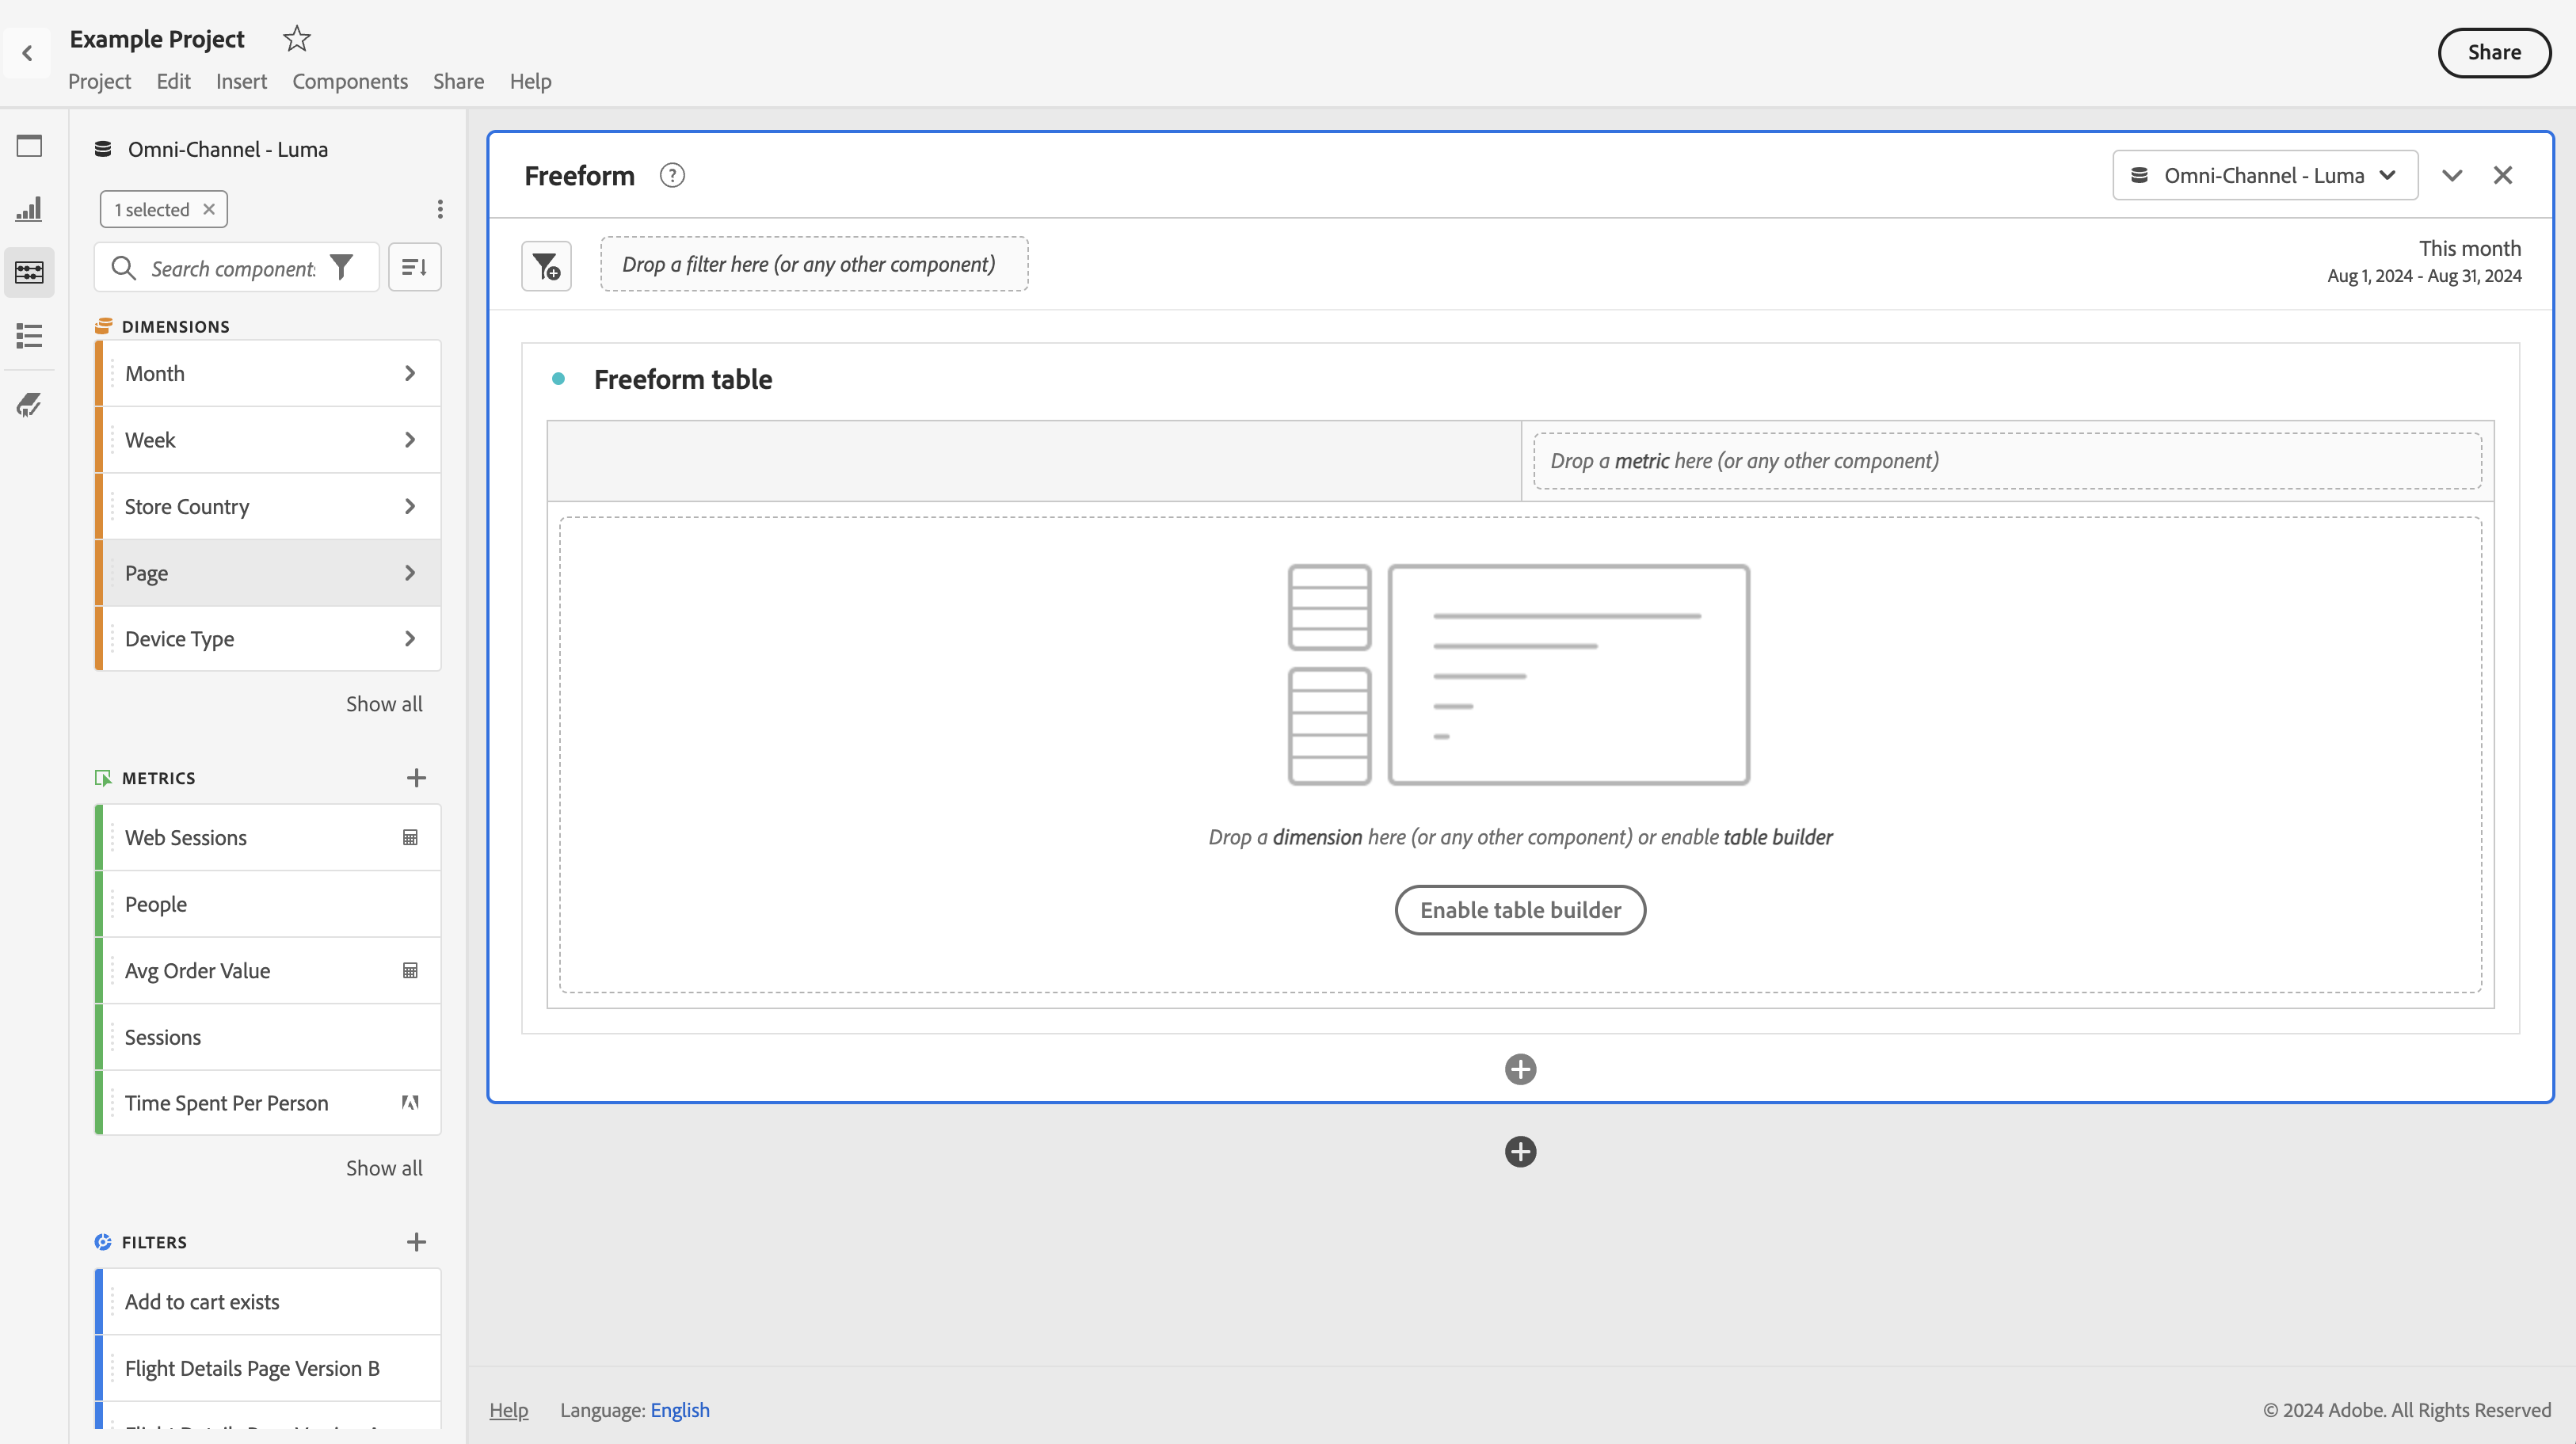 Example Project
Share
Project Edit Insert Components Share Help
Omni-Channel - Luma
1 selected
Search component
DIMENSIONS
Month
Week
Store Country
Page
Device Type
Show all
METRICS
Web Sessions
People
Avg Order Value
Sessions
Time Spent Per Person
Show all
FILTERS
Add to cart exists
Flight Details Page Version B
Freeform
Omni-Channel - Luma
Drop a filter here (or any other component)
This month
Aug 1, 2024 - Aug 31, 2024
Freeform table
Drop a metric here (or any other component)
Drop a dimension here (or any other component) or enable table builder
Enable table builder
Help Language: English
© 2024 Adobe. All Rights Reserved